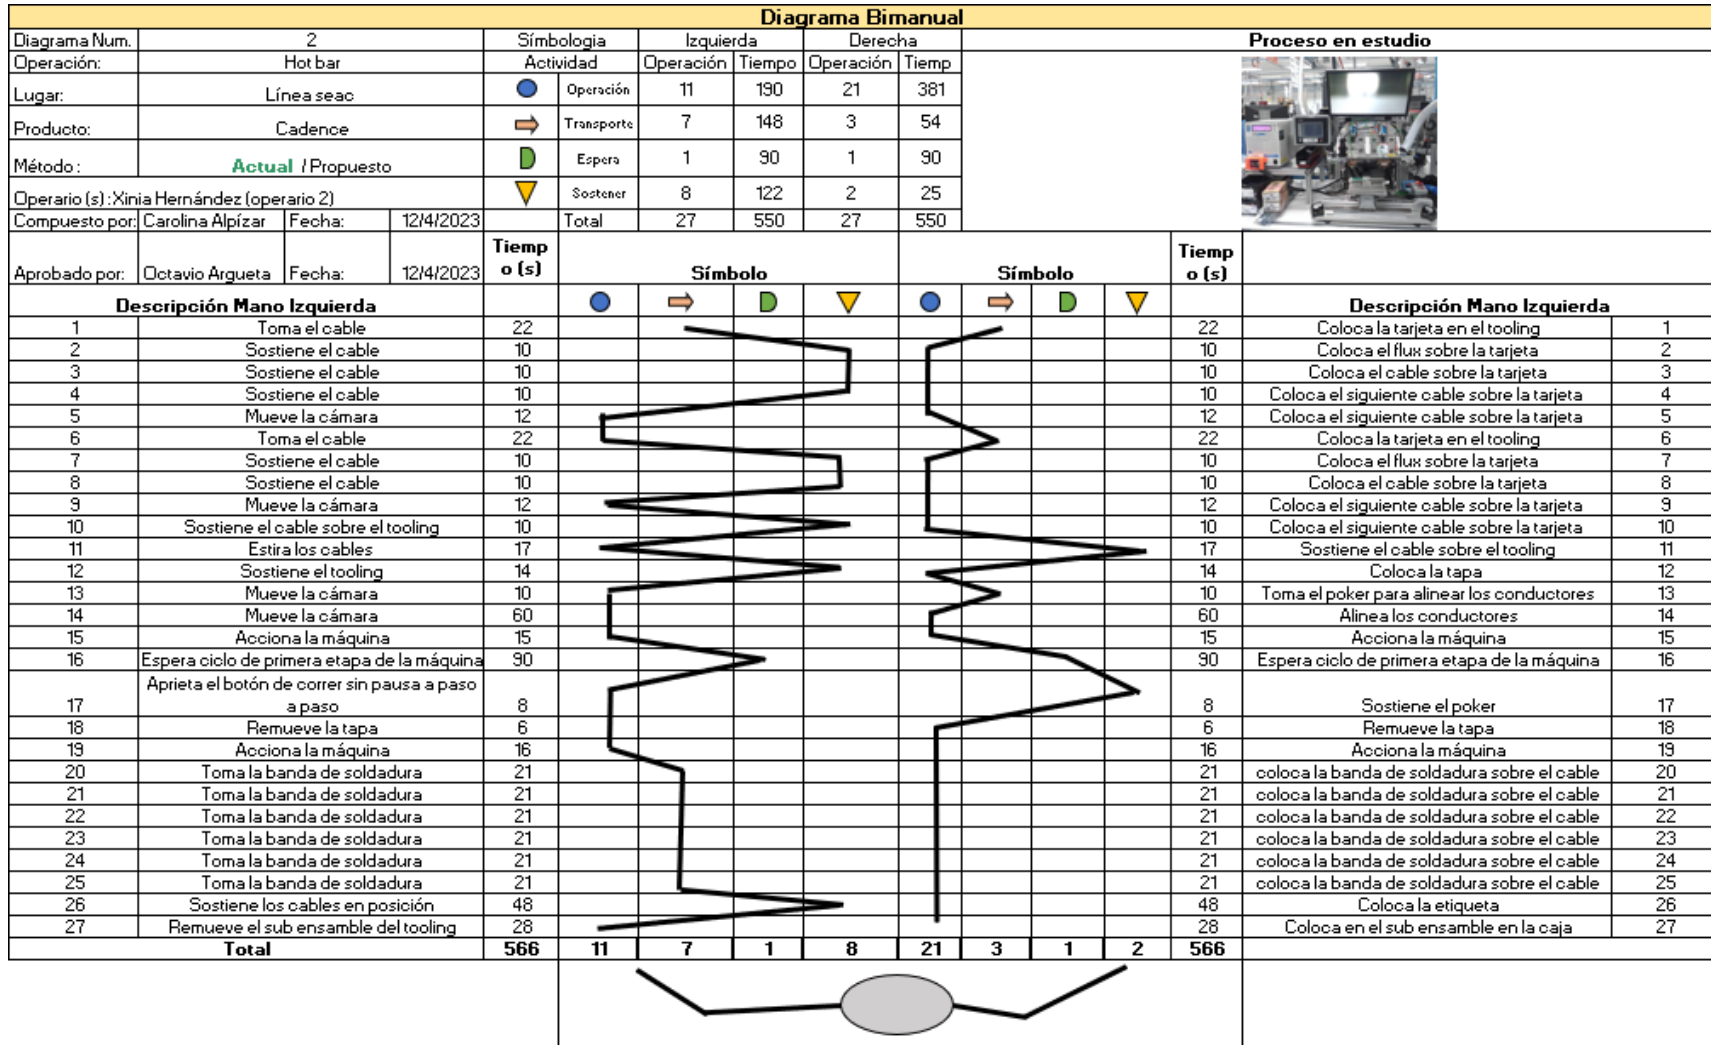 Diagrama Bimanual
Diagrama Num. 2 Símbologia Izquierda Derecha Proceso en estudio
Operación: Hot bar Actividad Operación Tiempo Operación Tiemp
Lugar: Línea seac Operación 11 190 21 381
Producto: Cadence Transporte 7 148 3 54
Método : Actual / Propuesto Espera 1 90 1 90
Operario (s) :Xinia Hernández (operario 2) Sostener 8 122 2 25
Compuesto por: Carolina Alpízar Fecha: 12/4/2023 Total 27 550 27 550
Aprobado por: Octavio Argueta Fecha: 12/4/2023 Tiemp o (s) Símbolo Símbolo Tiemp o (s)
Descripción Mano Izquierda Descripción Mano Izquierda
1 Toma el cable 22 22 Coloca la tarjeta en el tooling 1
2 Sostiene el cable 10 10 Coloca el flux sobre la tarjeta 2
3 Sostiene el cable 10 10 Coloca el cable sobre la tarjeta 3
4 Sostiene el cable 10 10 Coloca el siguiente cable sobre la tarjeta 4
5 Mueve la cámara 12 12 Coloca el siguiente cable sobre la tarjeta 5
6 Toma el cable 22 22 Coloca la tarjeta en el tooling 6
7 Sostiene el cable 10 10 Coloca el flux sobre la tarjeta 7
8 Sostiene el cable 10 10 Coloca el cable sobre la tarjeta 8
9 Mueve la cámara 12 12 Coloca el siguiente cable sobre la tarjeta 9
10 Sostiene el cable sobre el tooling 10 10 Coloca el siguiente cable sobre la tarjeta 10
11 Estira los cables 17 17 Sostiene el cable sobre el tooling 11
12 Sostiene el tooling 14 14 Coloca la tapa 12
13 Mueve la cámara 10 10 Toma el poker para alinear los conductores 13
14 Mueve la cámara 60 60 Alinea los conductores 14
15 Acciona la máquina 15 15 Acciona la máquina 15
16 Espera ciclo de primera etapa de la máquina 90 90 Espera ciclo de primera etapa de la máquina 16
Aprieta el botón de correr sin pausa a paso
17 a paso 8 8 Sostiene el poker 17
18 Remueve la tapa 6 6 Remueve la tapa 18
19 Acciona la máquina 16 16 Acciona la máquina 19
20 Toma la banda de soldadura 21 21 coloca la banda de soldadura sobre el cable 20
21 Toma la banda de soldadura 21 21 coloca la banda de soldadura sobre el cable 21
22 Toma la banda de soldadura 21 21 coloca la banda de soldadura sobre el cable 22
23 Toma la banda de soldadura 21 21 coloca la banda de soldadura sobre el cable 23
24 Toma la banda de soldadura 21 21 coloca la banda de soldadura sobre el cable 24
25 Toma la banda de soldadura 21 21 coloca la banda de soldadura sobre el cable 25
26 Sostiene los cables en posición 48 48 Coloca la etiqueta 26
27 Remueve el sub ensamble del tooling 28 28 Coloca en el sub ensamble en la caja 27
Total 566 11 7 1 8 21 3 1 2 566